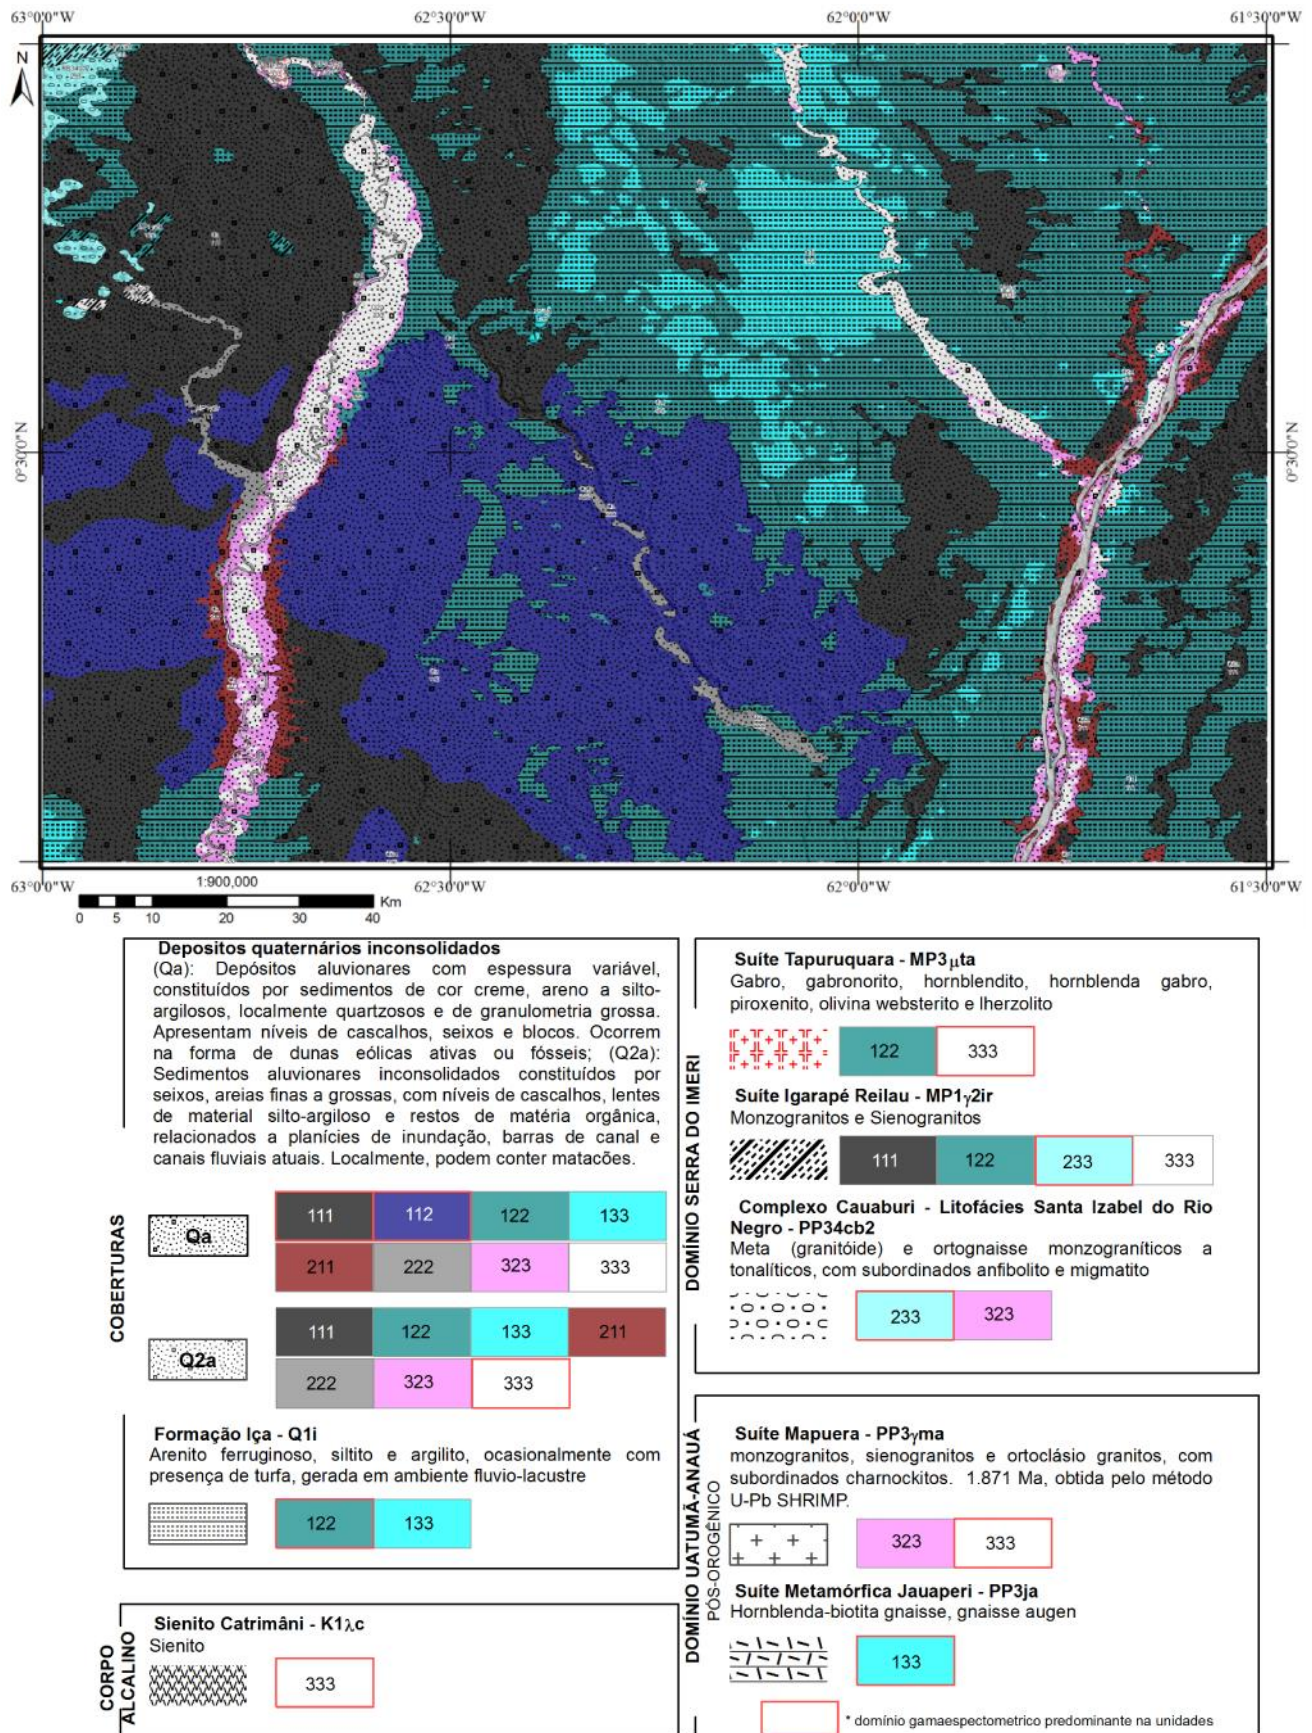 63°0'0"W 62°30'0"W 62°0'0"W 61°30'0"W
N
0°30'0"N 0°30'0"N
63°0'0"W 62°30'0"W 62°0'0"W 61°30'0"W
1:900,000
Km
0 5 10 20 30 40
COBERTURAS
Depositos quaternários inconsolidados
(Qa): Depósitos aluvionares com espessura variável,
constituídos por sedimentos de cor creme, areno a silto-
argilosos, localmente quartzosos e de granulometria grossa.
Apresentam níveis de cascalhos, seixos e blocos. Ocorrem
na forma de dunas eólicas ativas ou fósseis; (Q2a):
Sedimentos aluvionares inconsolidados constituídos por
seixos, areias finas a grossas, com níveis de cascalhos, lentes
de material silto-argiloso e restos de matéria orgânica,
relacionados a planícies de inundação, barras de canal e
canais fluviais atuais. Localmente, podem conter matacões.
Qa
111 112 122 133
211 222 323 333
Q2a
111 122 133 211
222 323 333
Formação Iça - Q1i
Arenito ferruginoso, siltito e argilito, ocasionalmente com
presença de turfa, gerada em ambiente fluvio-lacustre
122 133
CORPO
ALCALINO
Sienito Catrimâni - K1λc
Sienito
333
DOMÍNIO SERRA DO IMERI
Suíte Tapuruquara - MP3μta
Gabro, gabronorito, hornblendito, hornblenda gabro,
piroxenito, olivina websterito e lherzolito
122 333
Suíte Igarapé Reilau - MP1γ2ir
Monzogranitos e Sienogranitos
111 122 233 333
Complexo Cauaburi - Litofácies Santa Izabel do Rio
Negro - PP34cb2
Meta (granitóide) e ortognaisse monzograníticos a
tonalíticos, com subordinados anfibolito e migmatito
233 323
DOMÍNIO UATUMÃ-ANAUÁ
PÓS-OROGÊNICO
Suíte Mapuera - PP3γma
monzogranitos, sienogranitos e ortoclásio granitos, com
subordinados charnockitos. 1.871 Ma, obtida pelo método
U-Pb SHRIMP.
323 333
Suíte Metamórfica Jauaperi - PP3ja
Hornblenda-biotita gnaisse, gnaisse augen
133
* domínio gamaespectometrico predominante na unidades